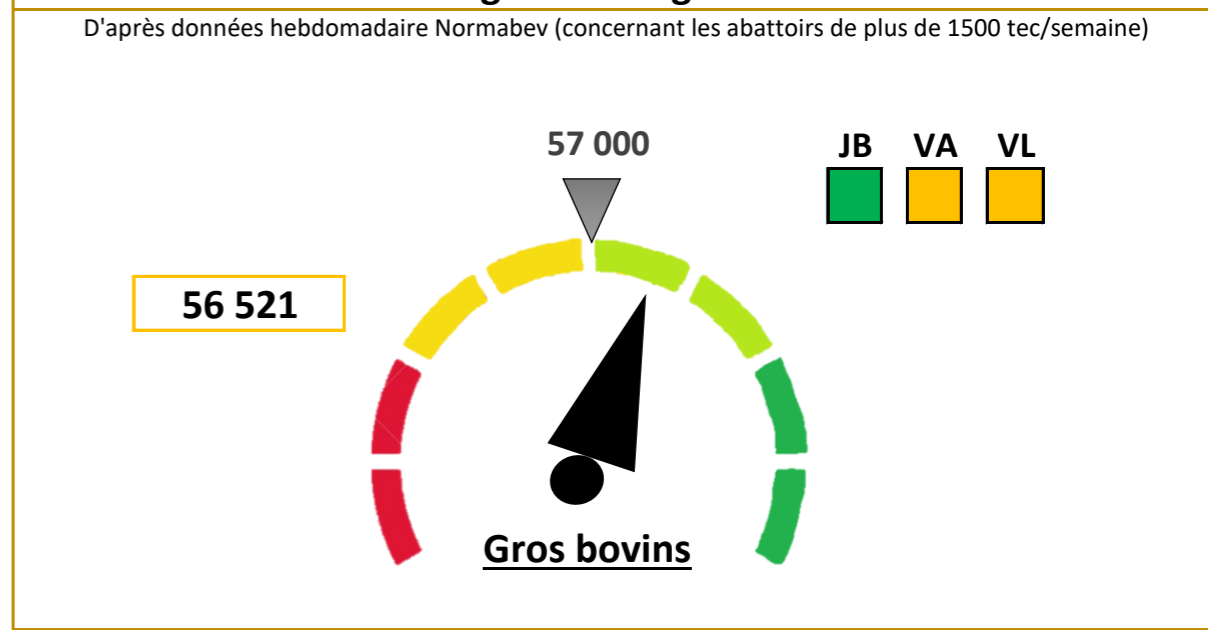 D'après données hebdomadaire Normabev (concernant les abattoirs de plus de 1500 tec/semaine)
57 000
JB VA VL
56 521
Gros bovins